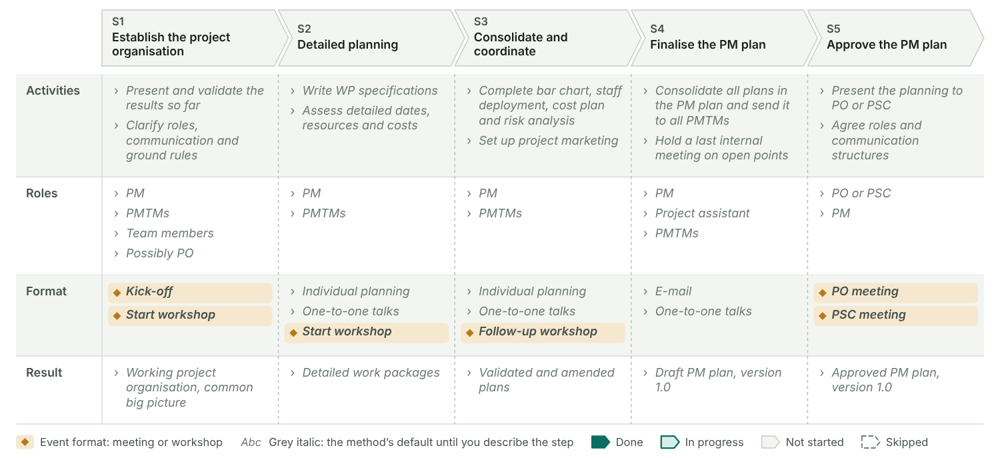 S1
Establish the project
organisation
S2
Detailed planning
S3
Consolidate and
coordinate
S4
Finalise the PM plan
S5
Approve the PM plan
Activities
› Present and validate the
results so far
› Clarify roles,
communication and
ground rules
› Write WP specifications
› Assess detailed dates,
resources and costs
› Complete bar chart, staff
deployment, cost plan
and risk analysis
› Set up project marketing
› Consolidate all plans in
the PM plan and send it
to all PMTMs
› Hold a last internal
meeting on open points
› Present the planning to
PO or PSC
› Agree roles and
communication
structures
Roles
› PM
› PMTMs
› Team members
› Possibly PO
› PM
› PMTMs
› PM
› PMTMs
› PM
› Project assistant
› PMTMs
› PO or PSC
› PM
Format
◆ Kick-off
◆ Start workshop
› Individual planning
› One-to-one talks
◆ Start workshop
› Individual planning
› One-to-one talks
◆ Follow-up workshop
› E-mail
› One-to-one talks
◆ PO meeting
◆ PSC meeting
Result
› Working project
organisation, common
big picture
› Detailed work packages
› Validated and amended
plans
› Draft PM plan, version
1.0
› Approved PM plan,
version 1.0
◆ Event format: meeting or workshop
Abc Grey italic: the method's default until you describe the step
Done
In progress
Not started
Skipped